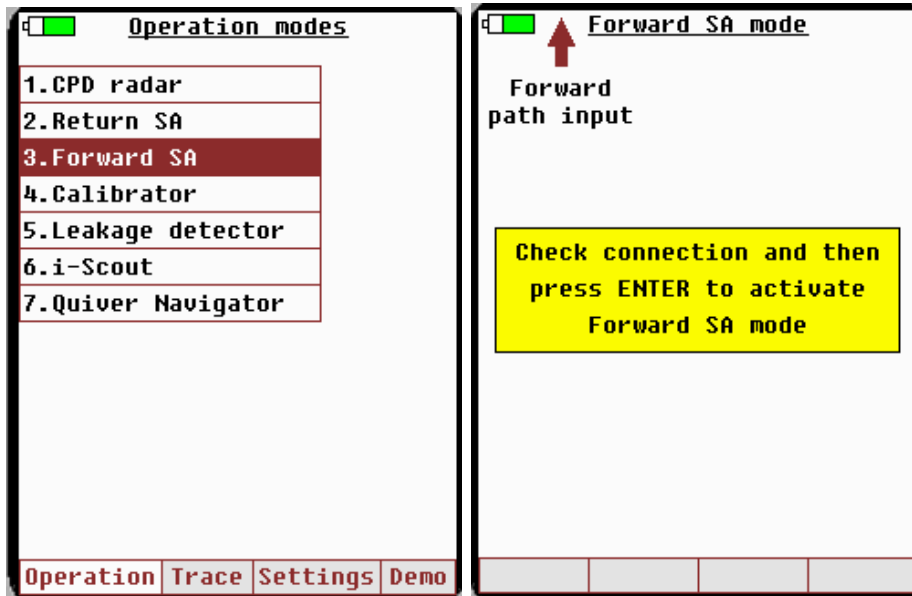 Operation modes
1.CPD radar
2.Return SA
3.Forward SA
4.Calibrator
5.Leakage detector
6.i-Scout
7.Quiver Navigator
Operation Trace Settings Demo
Forward SA mode
Forward
path input
Check connection and then
press ENTER to activate
Forward SA mode